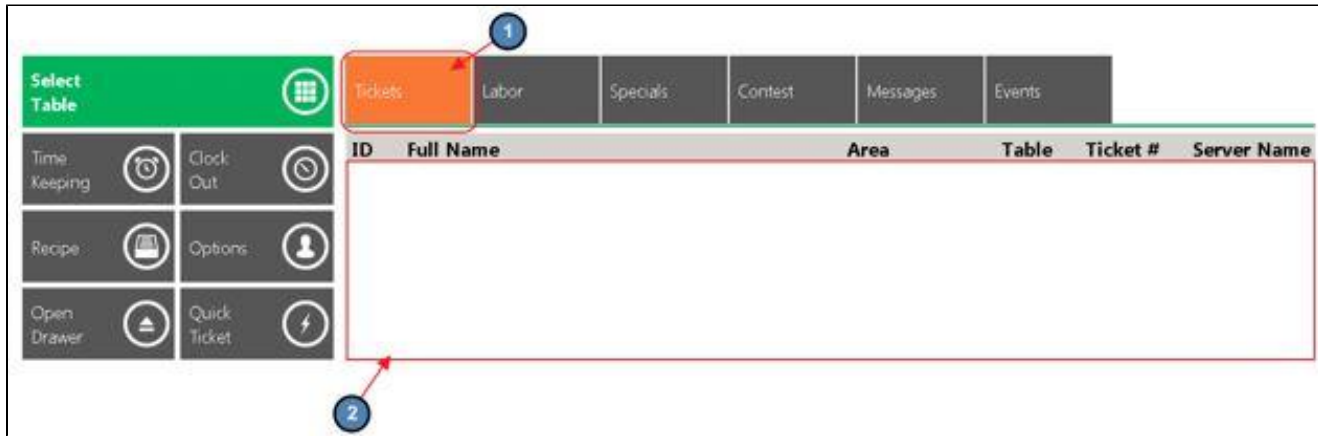 1
Select
Table
Tickets
Labor
Specials
Contest
Messages
Events
Time
Keeping
Clock
Out
ID Full Name Area Table Ticket # Server Name
Recipe
Options
Open
Drawer
Quick
Ticket
2